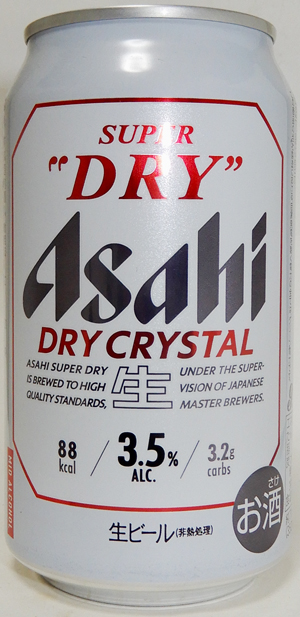 SUPER
"DRY"
Asahi
DRY CRYSTAL
ASAHI SUPER DRY
IS BREWED TO HIGH
QUALITY STANDARDS,
生
UNDER THE SUPER-
VISION OF JAPANESE
MASTER BREWERS.
88
kcal
3.5%
ALC.
3.2g
carbs
MID ALCOHOL
さけ
お酒
生ビール(非熱処理)